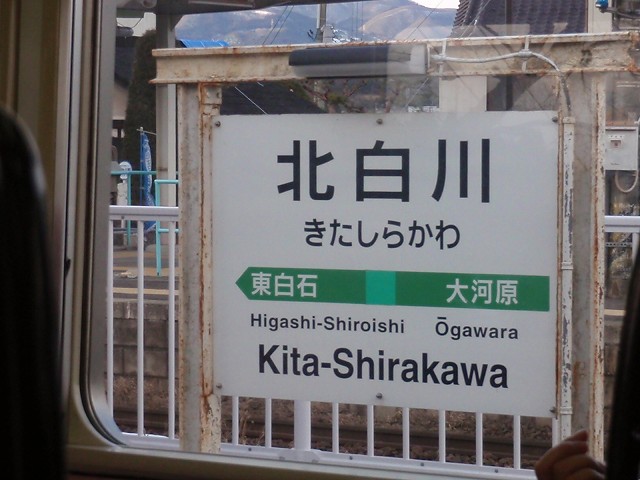 北白川
きたしらかわ
東白石 大河原
Higashi-Shiroishi Ōgawara
Kita-Shirakawa